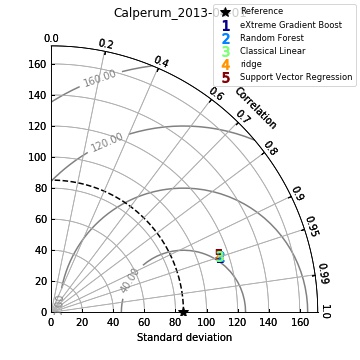 Calperum_2013-
Reference
1 eXtreme Gradient Boost
2 Random Forest
3 Classical Linear
4 ridge
5 Support Vector Regression
0.0 0.2 0.4 0.6 0.7 0.8 0.9 0.95 0.99 1.0
Correlation
160 140 120 100 80 60 40 20 0
160.00
120.00
40.00
5
0 20 40 60 80 100 120 140 160
Standard deviation